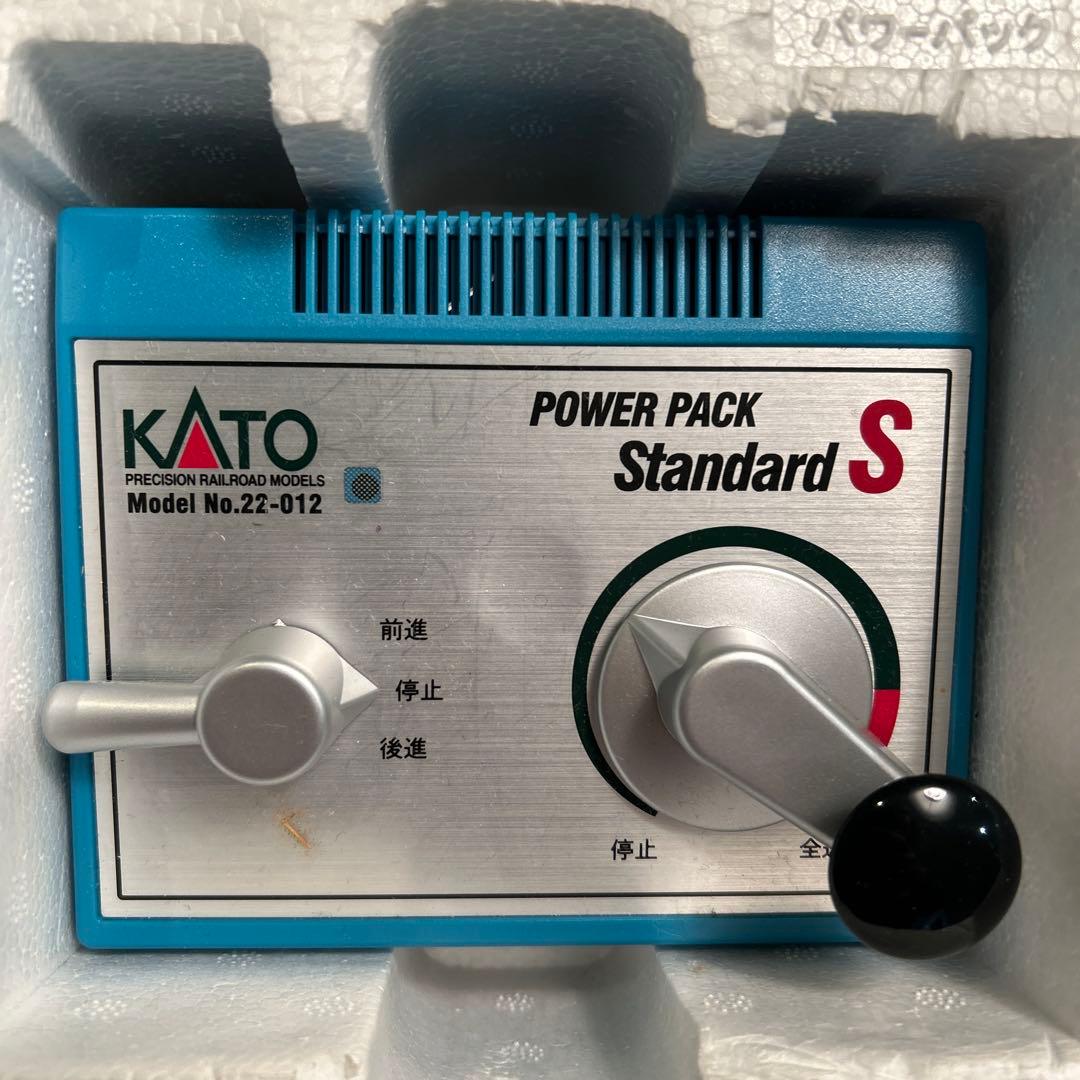 パワーパック
KATO
PRECISION RAILROAD MODELS
Model No.22-012
POWER PACK
Standard S
前進
停止
後進
停止
全